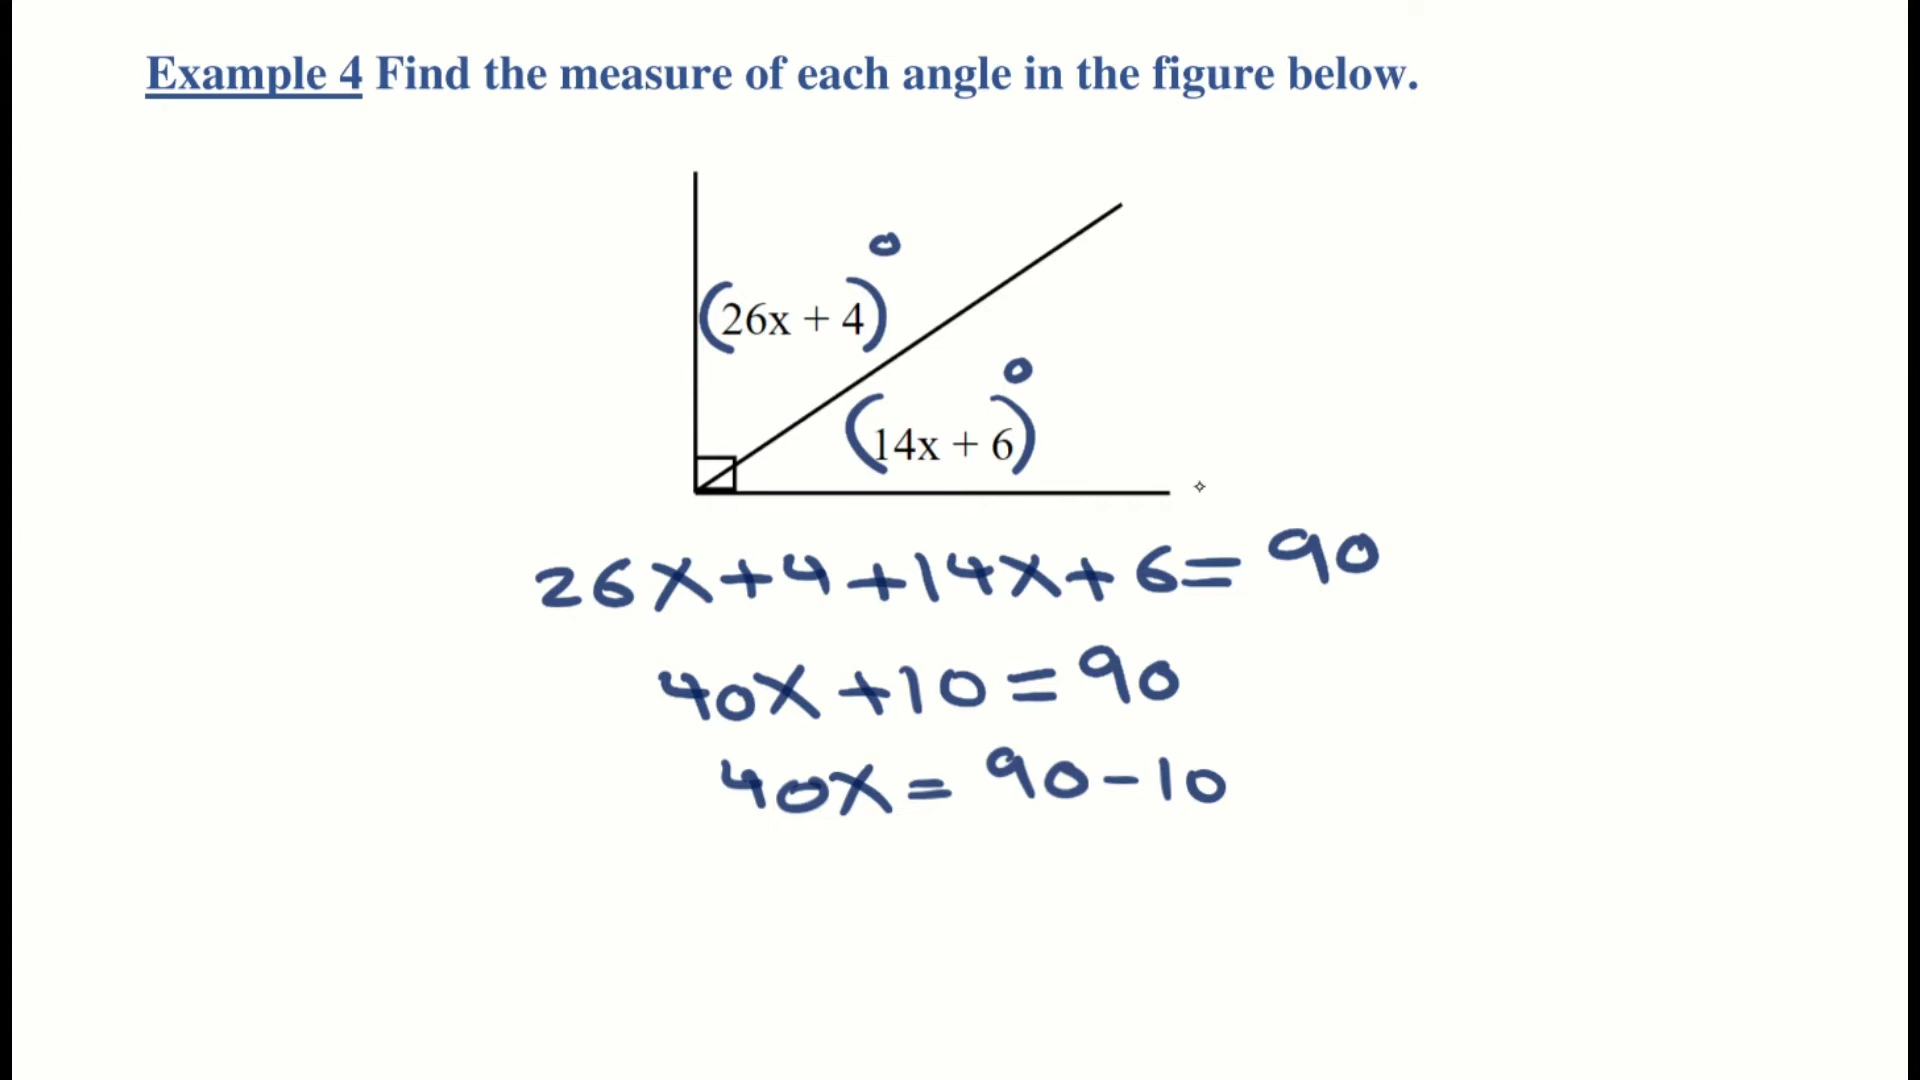 Example 4 Find the measure of each angle in the figure below.
(26x + 4)°
(14x + 6)°
26x+4+14x+6=90
40x+10=90
40x=90-10